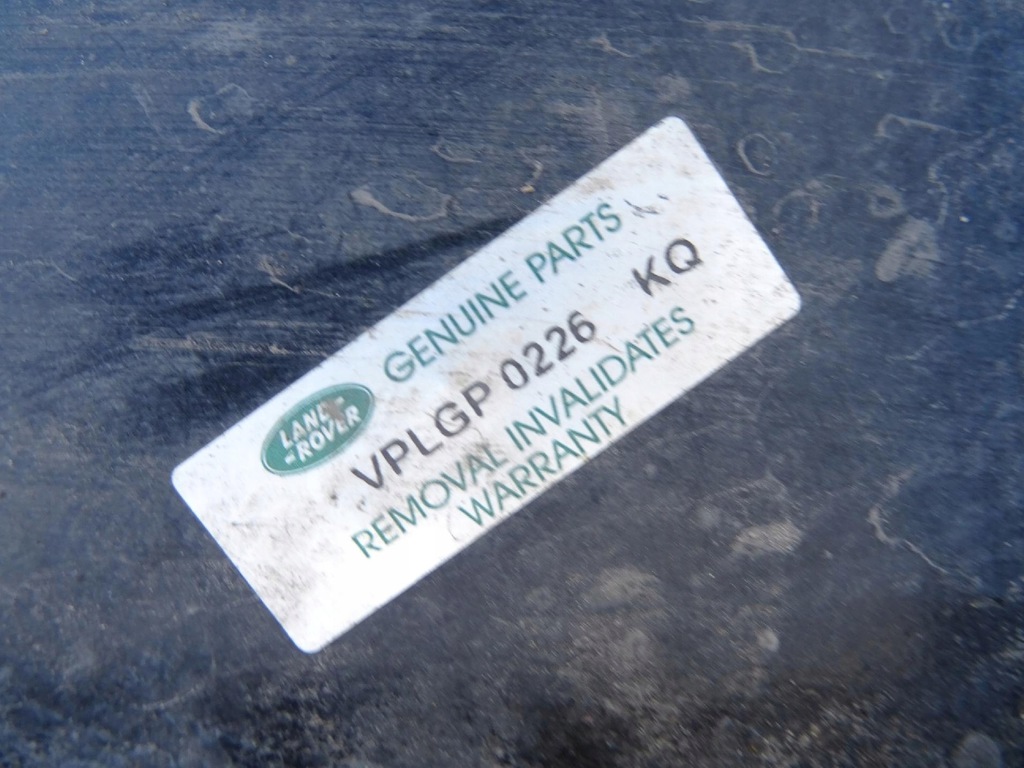 GENUINE PARTS
LAND
ROVER
VPLGP 0226 KQ
REMOVAL INVALIDATES
WARRANTY